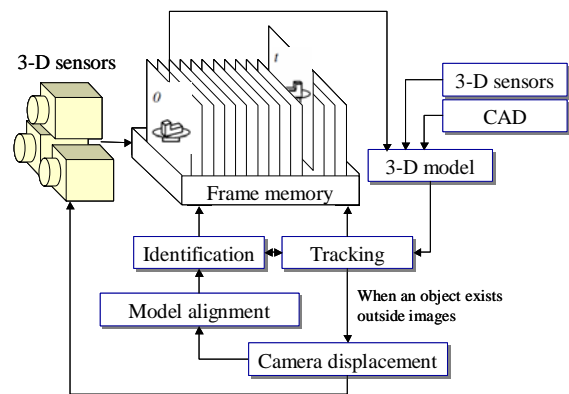 3-D sensors
0
t
3-D sensors
CAD
3-D model
Frame memory
Identification
Tracking
When an object exists
outside images
Model alignment
Camera displacement